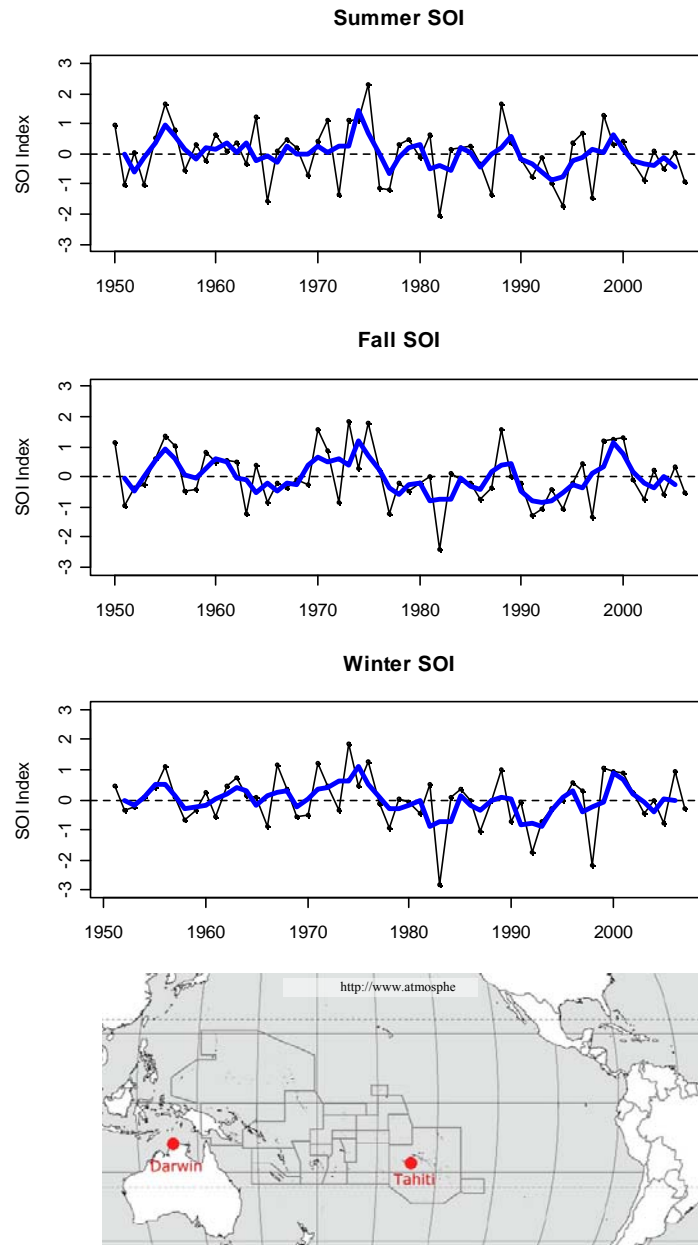 Summer SOI
3
2
1
0
-1
-2
-3
SOI Index
1950 1960 1970 1980 1990 2000
Fall SOI
3
2
1
0
-1
-2
-3
SOI Index
1950 1960 1970 1980 1990 2000
Winter SOI
3
2
1
0
-1
-2
-3
SOI Index
1950 1960 1970 1980 1990 2000
http://www.atmosphe
Darwin
Tahiti